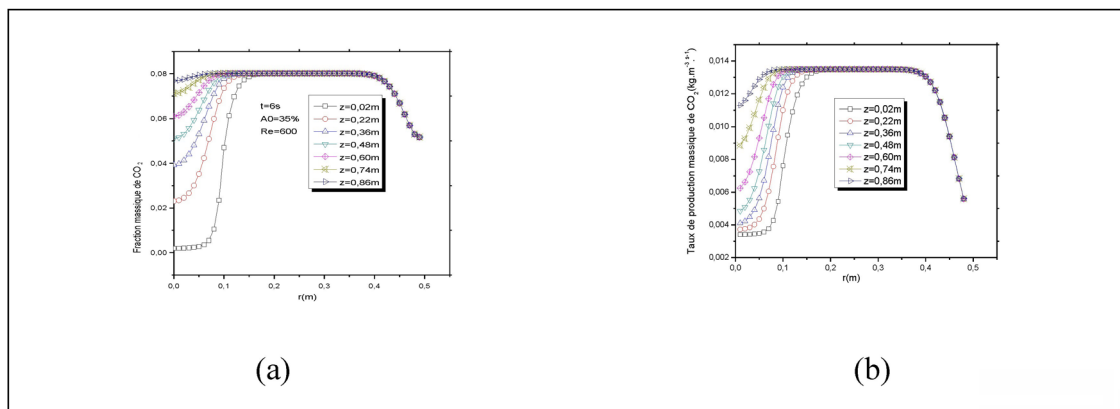 0,08
0,06
0,04
0,02
0,00
Fraction massique de CO₂
t=6s
A0=35%
Re=600
z=0,02m
z=0,22m
z=0,36m
z=0,48m
z=0,60m
z=0,74m
z=0,86m
0,0 0,1 0,2 0,3 0,4 0,5
r(m)
(a)
0,014
0,012
0,010
0,008
0,006
0,004
0,002
Taux de production massique de CO₂(kg.m⁻³ s⁻¹.
z=0,02m
z=0,22m
z=0,36m
z=0,48m
z=0,60m
z=0,74m
z=0,86m
0,0 0,1 0,2 0,3 0,4 0,5
r(m)
(b)